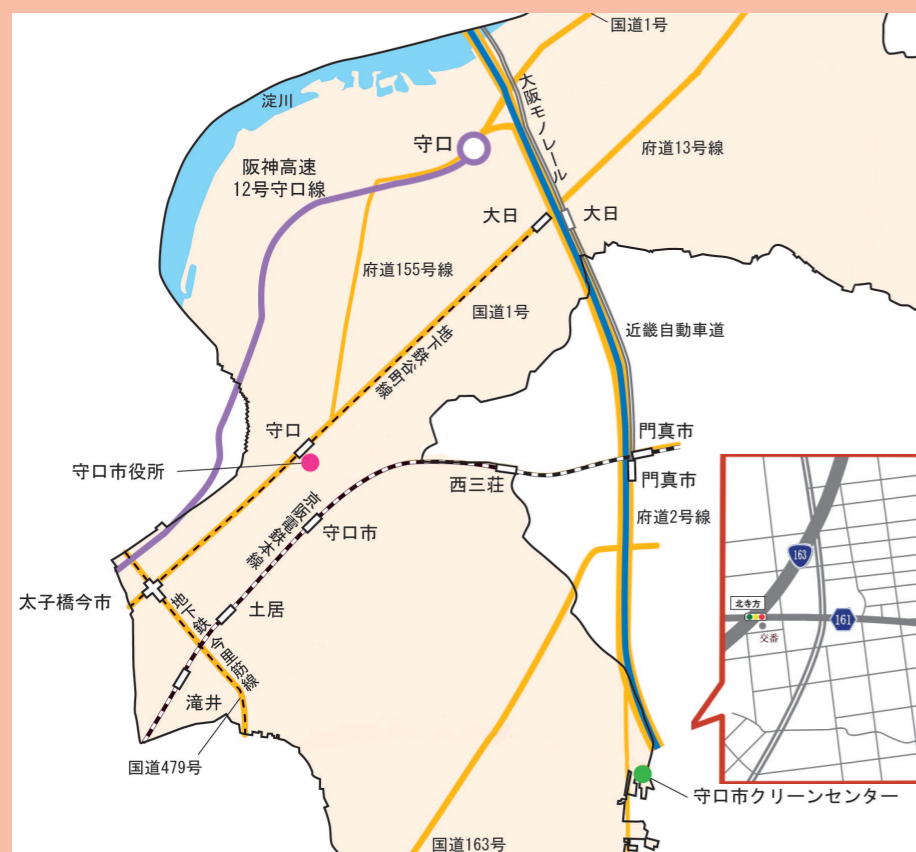 国道1号
淀川
大阪モノレール
守口
府道13号線
阪神高速
12号守口線
大日
大日
府道155号線
国道1号
近畿自動車道
地下鉄谷町線
守口
門真市
守口市役所
西三荘
門真市
京阪電鉄本線
守口市
府道2号線
163
太子橋今市
土居
地下鉄今里筋線
北寺方
161
交番
滝井
国道479号
守口市クリーンセンター
国道163号